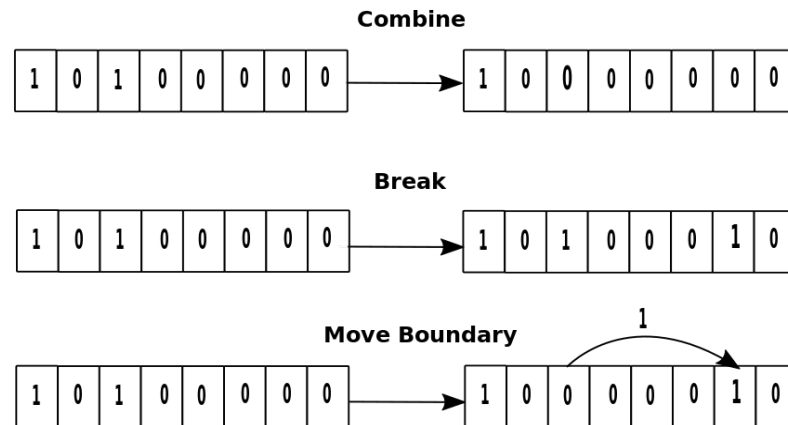 Combine
1 0 1 0 0 0 0 0 1 0 0 0 0 0 0 0
Break
1 0 1 0 0 0 0 0 1 0 1 0 0 0 1 0
1
Move Boundary
1 0 1 0 0 0 0 0 1 0 0 0 0 0 1 0